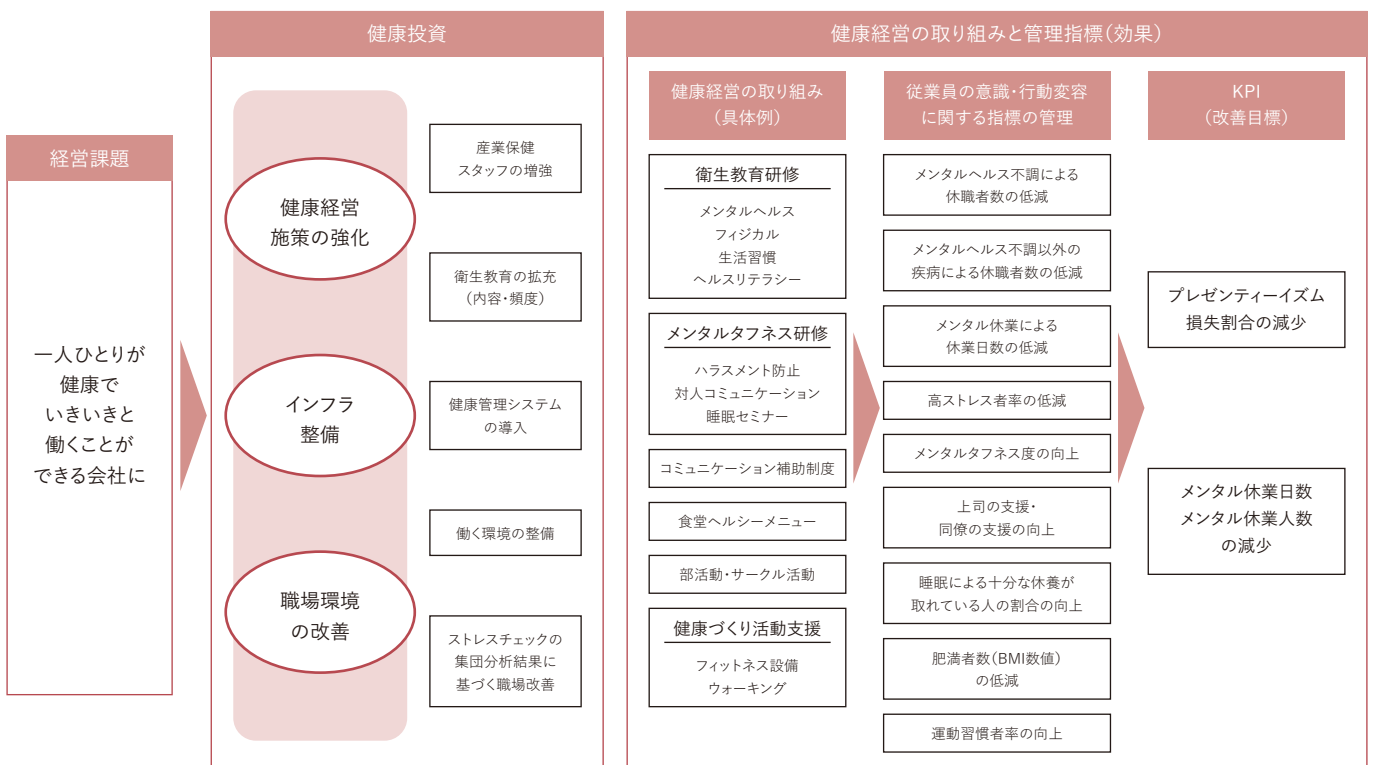 経営課題
一人ひとりが
健康で
いきいきと
働くことが
できる会社に
健康投資
健康経営
施策の強化
インフラ
整備
職場環境
の改善
産業保健
スタッフの増強
衛生教育の拡充
（内容・頻度）
健康管理システム
の導入
働く環境の整備
ストレスチェックの
集団分析結果に
基づく職場改善
健康経営の取り組みと管理指標（効果）
健康経営の取り組み
（具体例）
衛生教育研修
メンタルヘルス
フィジカル
生活習慣
ヘルスリテラシー
メンタルタフネス研修
ハラスメント防止
対人コミュニケーション
睡眠セミナー
コミュニケーション補助制度
食堂ヘルシーメニュー
部活動・サークル活動
健康づくり活動支援
フィットネス設備
ウォーキング
従業員の意識・行動変容
に関する指標の管理
メンタルヘルス不調による
休職者数の低減
メンタルヘルス不調以外の
疾病による休職者数の低減
メンタル休業による
休業日数の低減
高ストレス者率の低減
メンタルタフネス度の向上
上司の支援・
同僚の支援の向上
睡眠による十分な休養が
取れている人の割合の向上
肥満者数（BMI数値）
の低減
運動習慣者率の向上
KPI
（改善目標）
プレゼンティーイズム
損失割合の減少
メンタル休業日数
メンタル休業人数
の減少